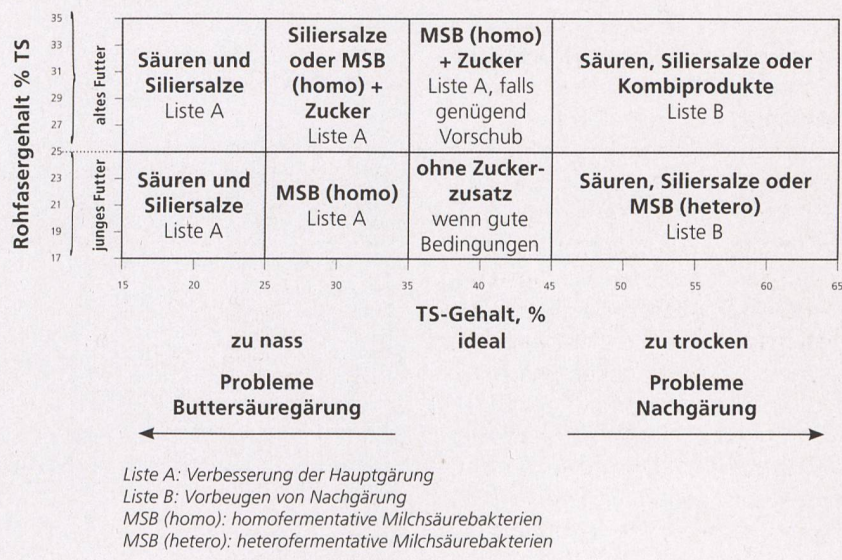 Rohfasergehalt % TS
altes Futter
junges Futter
35
33
31
29
27
25
23
21
19
17
Säuren und
Siliersalze
Liste A
Siliersalze
oder MSB
(homo) +
Zucker
Liste A
MSB (homo)
+ Zucker
Liste A, falls
genügend
Vorschub
Säuren, Siliersalze oder
Kombiprodukte
Liste B
Säuren und
Siliersalze
Liste A
MSB (homo)
Liste A
ohne Zucker-
zusatz
wenn gute
Bedingungen
Säuren, Siliersalze oder
MSB (hetero)
Liste B
15 20 25 30 35 40 45 50 55 60 65
TS-Gehalt, %
zu nass ideal zu trocken
Probleme
Buttersäuregärung
Probleme
Nachgärung
Liste A: Verbesserung der Hauptgärung
Liste B: Vorbeugen von Nachgärung
MSB (homo): homofermentative Milchsäurebakterien
MSB (hetero): heterofermentative Milchsäurebakterien